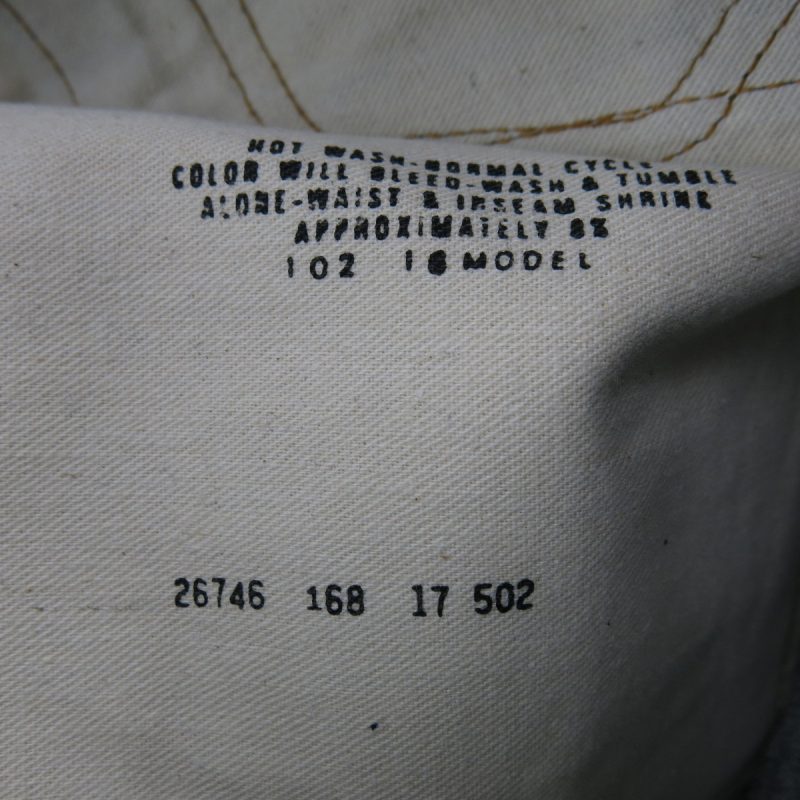 HOT WASH-NORMAL CYCLE
COLOR WILL BLEED-WASH & TUMBLE
ALONE-WAIST & INSEAM SHRINK
APPROXIMATELY 8%
102 MODEL
26746 168 17 502